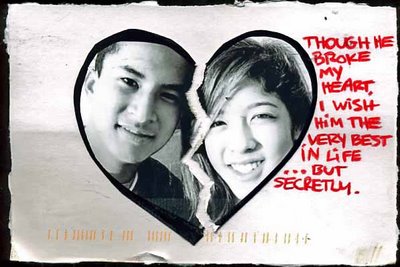 THOUGH HE
BROKE
MY
HEART,
I WISH
HIM THE
VERY BEST
IN LIFE
...BUT
SECRETLY.